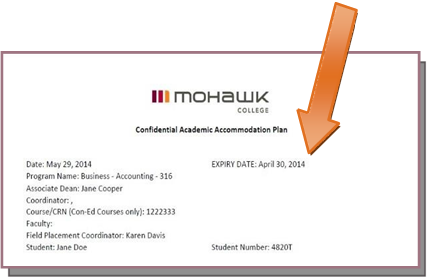 mohawk
COLLEGE
Confidential Academic Accommodation Plan
Date: May 29, 2014 EXPIRY DATE: April 30, 2014
Program Name: Business - Accounting - 316
Associate Dean: Jane Cooper
Coordinator: ,
Course/CRN (Con-Ed Courses only): 1222333
Faculty:
Field Placement Coordinator: Karen Davis
Student: Jane Doe Student Number: 4820T